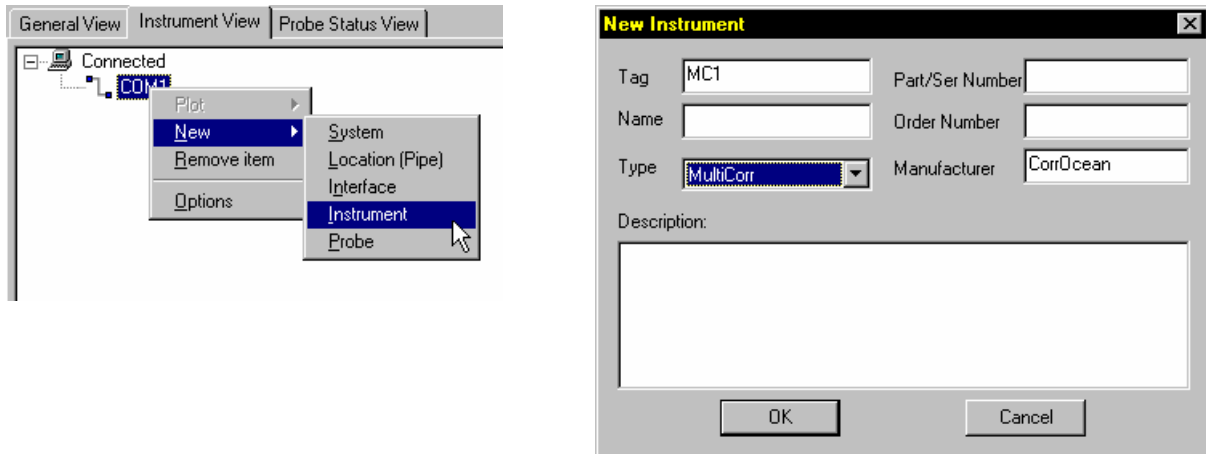 General View Instrument View Probe Status View
Connected
COM1
Plot
New
Remove item
Options
System
Location (Pipe)
Interface
Instrument
Probe
New Instrument
Tag MC1 Part/Ser Number
Name Order Number
Type MultiCorr Manufacturer CorrOcean
Description:
OK Cancel